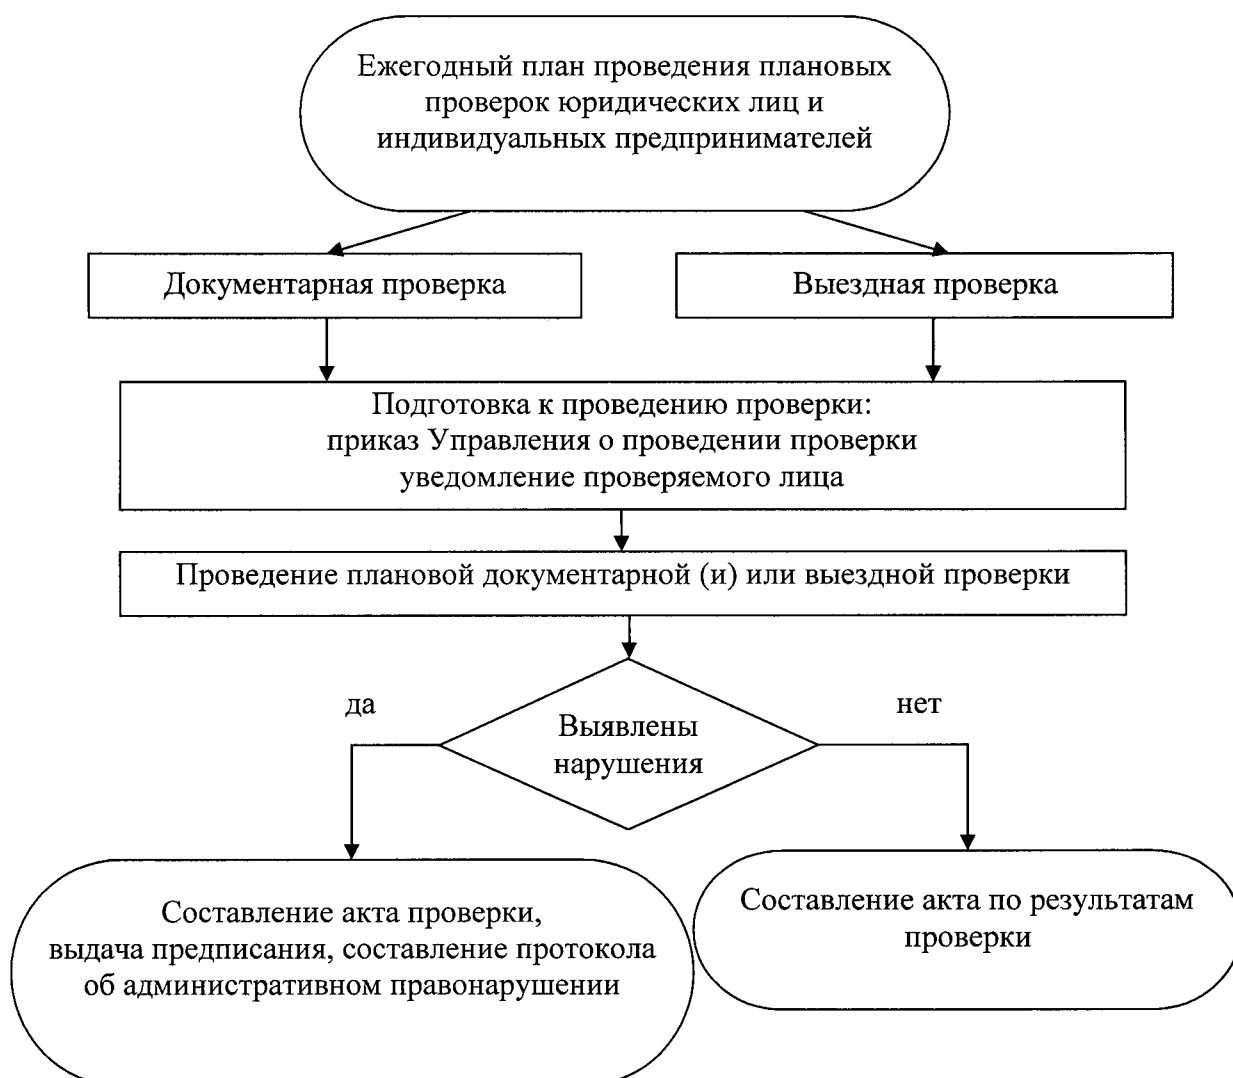 Ежегодный план проведения плановых
проверок юридических лиц и
индивидуальных предпринимателей
Документарная проверка
Выездная проверка
Подготовка к проведению проверки:
приказ Управления о проведении проверки
уведомление проверяемого лица
Проведение плановой документарной (и) или выездной проверки
да
нет
Выявлены
нарушения
Составление акта проверки,
выдача предписания, составление протокола
об административном правонарушении
Составление акта по результатам
проверки